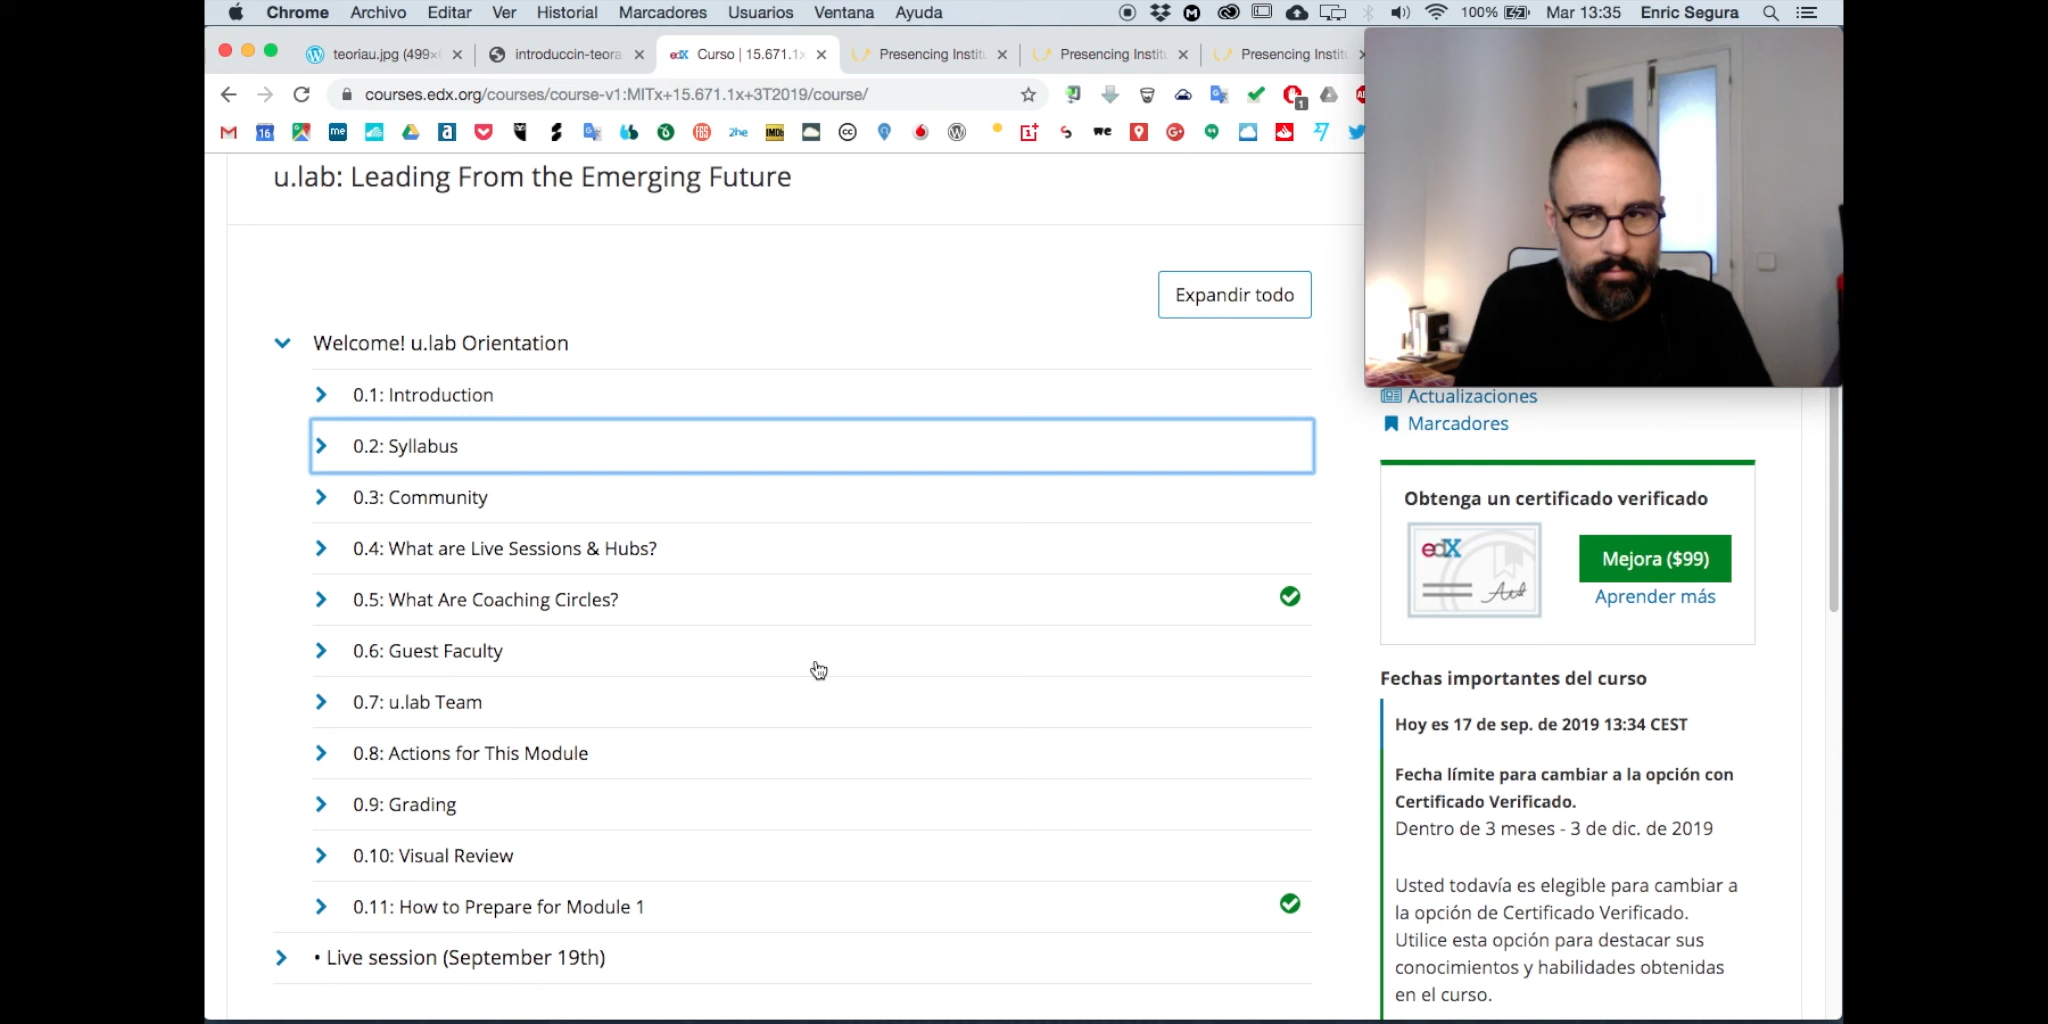 Chrome Archivo Editar Ver Historial Marcadores Usuarios Ventana Ayuda 100% Mar 13:35 Enric Segura
teoriau.jpg (499× introduccin-teora edX Curso | 15.671.1x Presencing Institu Presencing Institu Presencing Institu
courses.edx.org/courses/course-v1:MITx+15.671.1x+3T2019/course/
u.lab: Leading From the Emerging Future
Expandir todo
Welcome! u.lab Orientation
0.1: Introduction
0.2: Syllabus
0.3: Community
0.4: What are Live Sessions & Hubs?
0.5: What Are Coaching Circles?
0.6: Guest Faculty
0.7: u.lab Team
0.8: Actions for This Module
0.9: Grading
0.10: Visual Review
0.11: How to Prepare for Module 1
• Live session (September 19th)
Actualizaciones
Marcadores
Obtenga un certificado verificado
edX
Mejora ($99)
Aprender más
Fechas importantes del curso
Hoy es 17 de sep. de 2019 13:34 CEST
Fecha límite para cambiar a la opción con
Certificado Verificado.
Dentro de 3 meses - 3 de dic. de 2019
Usted todavía es elegible para cambiar a
la opción de Certificado Verificado.
Utilice esta opción para destacar sus
conocimientos y habilidades obtenidas
en el curso.